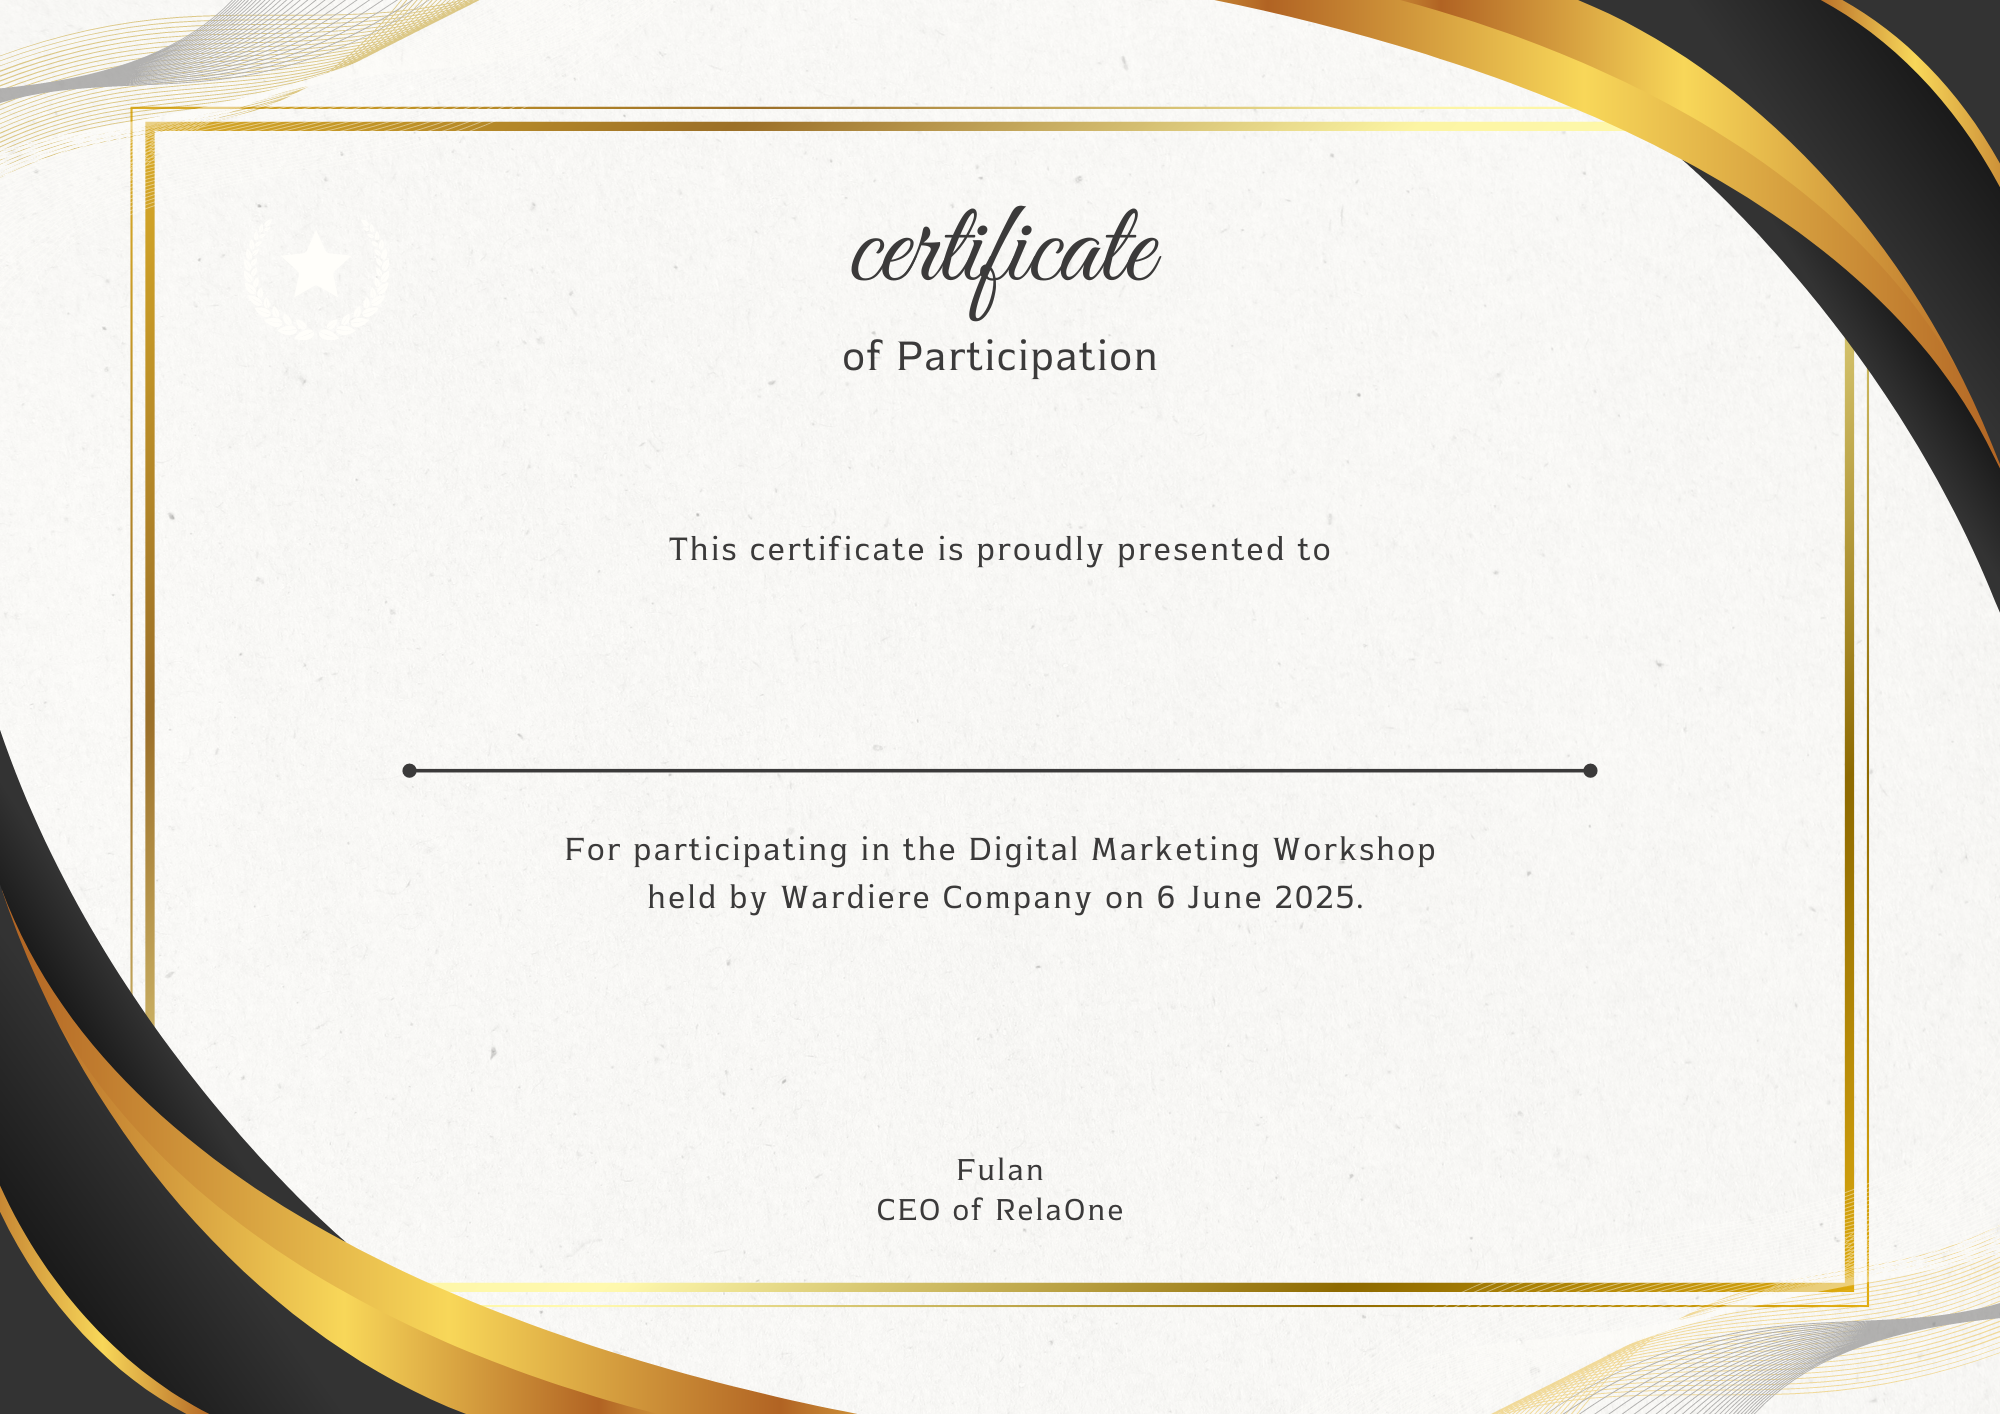 certificate
of Participation
This certificate is proudly presented to
For participating in the Digital Marketing Workshop
held by Wardiere Company on 6 June 2025.
Fulan
CEO of RelaOne